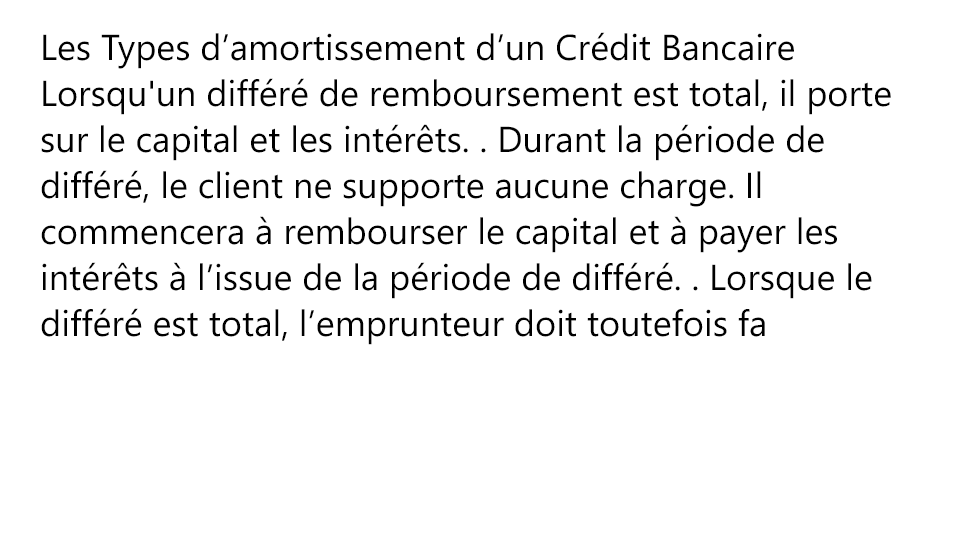 Les Types d’amortissement d’un Crédit Bancaire
Lorsqu'un différé de remboursement est total, il porte
sur le capital et les intérêts. . Durant la période de
différé, le client ne supporte aucune charge. Il
commencera à rembourser le capital et à payer les
intérêts à l’issue de la période de différé. . Lorsque le
différé est total, l’emprunteur doit toutefois fa